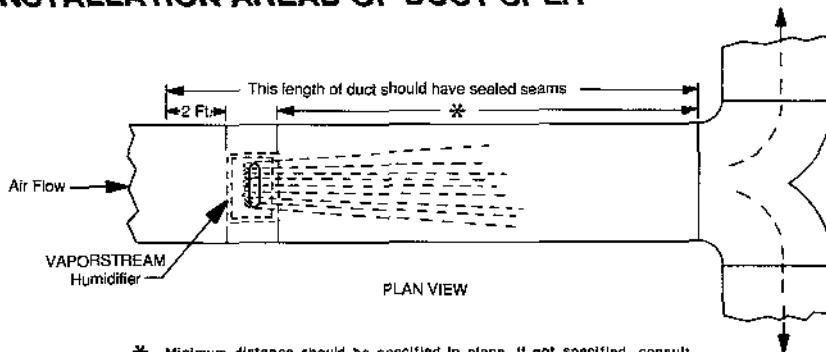 This length of duct should have sealed seams
2 Ft.
*
Air Flow
VAPORSTREAM
Humidifier
PLAN VIEW
* Minimum distance should be specified in plans. If not specified, consult